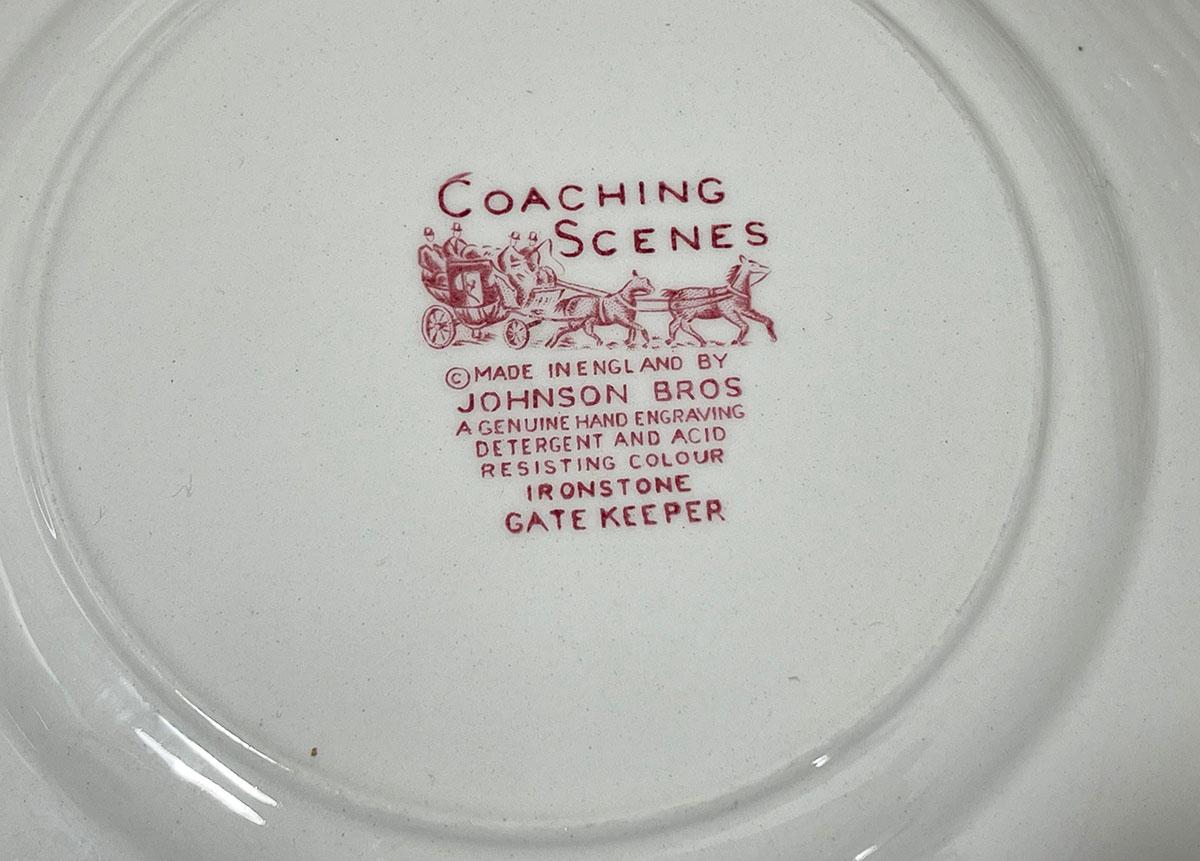 COACHING
SCENES
© MADE IN ENGLAND BY
JOHNSON BROS
A GENUINE HAND ENGRAVING
DETERGENT AND ACID
RESISTING COLOUR
IRONSTONE
GATE KEEPER